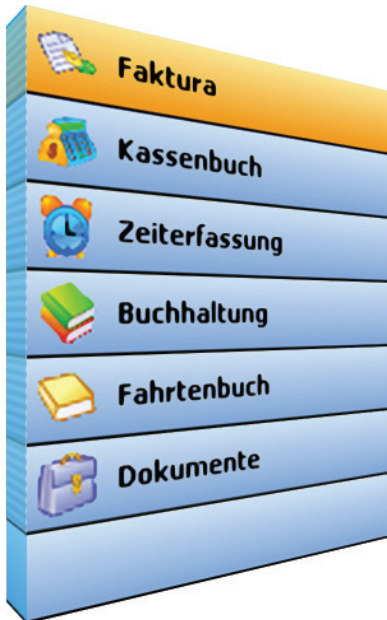 Faktura
Kassenbuch
Zeiterfassung
Buchhaltung
Fahrtenbuch
Dokumente